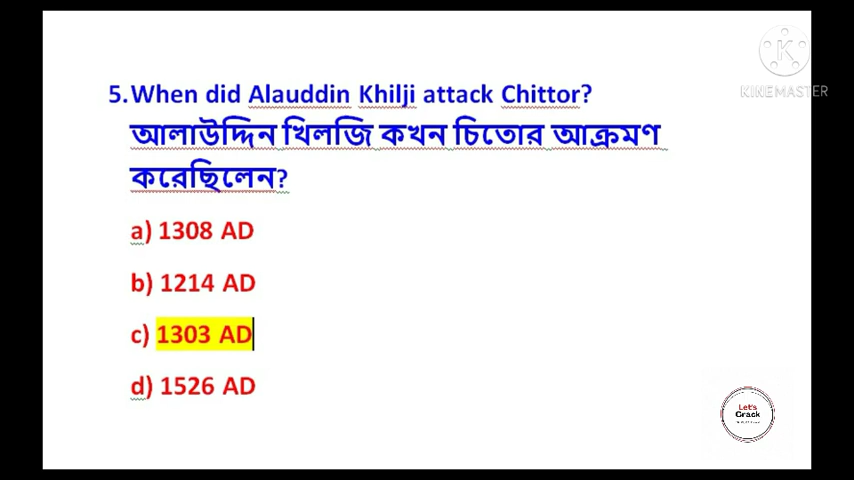 KINEMASTER
5.When did Alauddin Khilji attack Chittor?
আলাউদ্দিন খিলজি কখন চিতোর আক্রমণ
করেছিলেন?
a) 1308 AD
b) 1214 AD
c) 1303 AD
d) 1526 AD
Let's
Crack